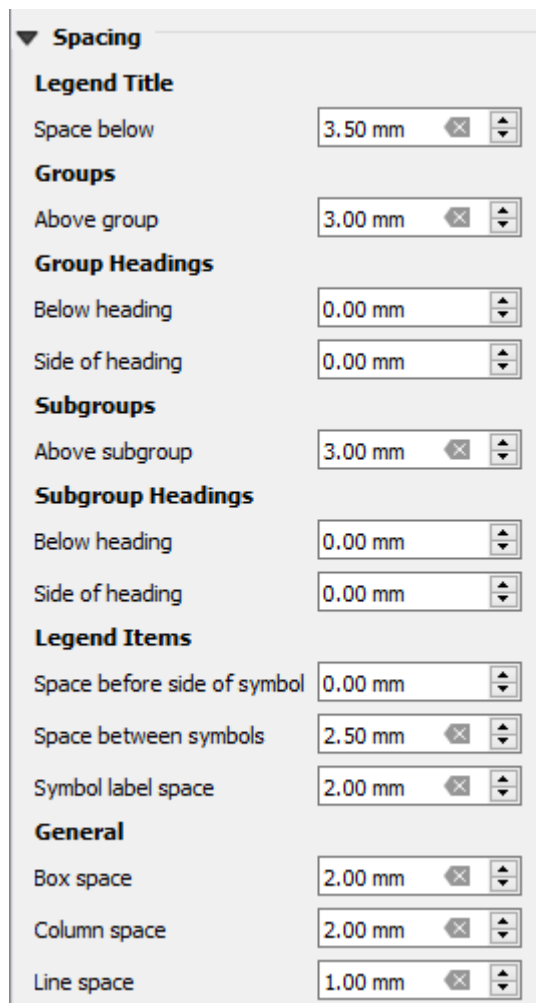 Spacing
Legend Title
Space below 3.50 mm
Groups
Above group 3.00 mm
Group Headings
Below heading 0.00 mm
Side of heading 0.00 mm
Subgroups
Above subgroup 3.00 mm
Subgroup Headings
Below heading 0.00 mm
Side of heading 0.00 mm
Legend Items
Space before side of symbol 0.00 mm
Space between symbols 2.50 mm
Symbol label space 2.00 mm
General
Box space 2.00 mm
Column space 2.00 mm
Line space 1.00 mm